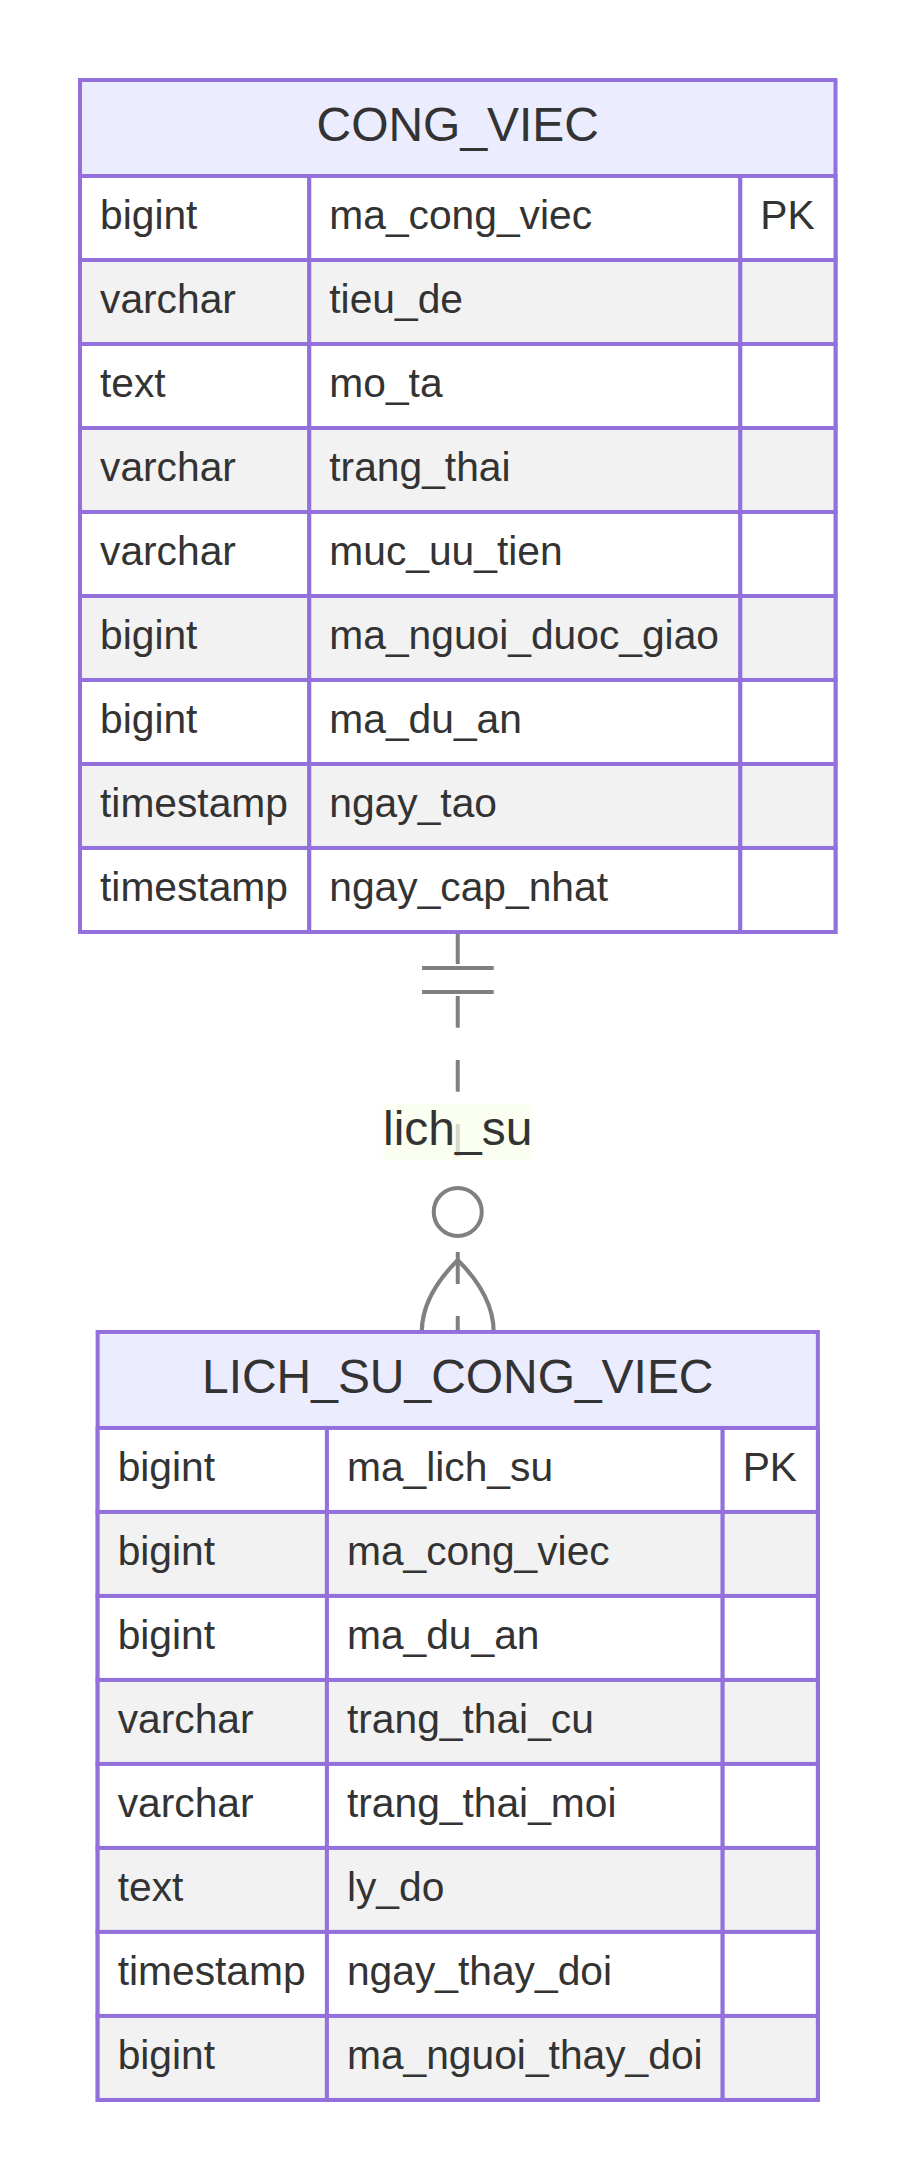 CONG_VIEC
bigint ma_cong_viec PK
varchar tieu_de
text mo_ta
varchar trang_thai
varchar muc_uu_tien
bigint ma_nguoi_duoc_giao
bigint ma_du_an
timestamp ngay_tao
timestamp ngay_cap_nhat
lich_su
LICH_SU_CONG_VIEC
bigint ma_lich_su PK
bigint ma_cong_viec
bigint ma_du_an
varchar trang_thai_cu
varchar trang_thai_moi
text ly_do
timestamp ngay_thay_doi
bigint ma_nguoi_thay_doi